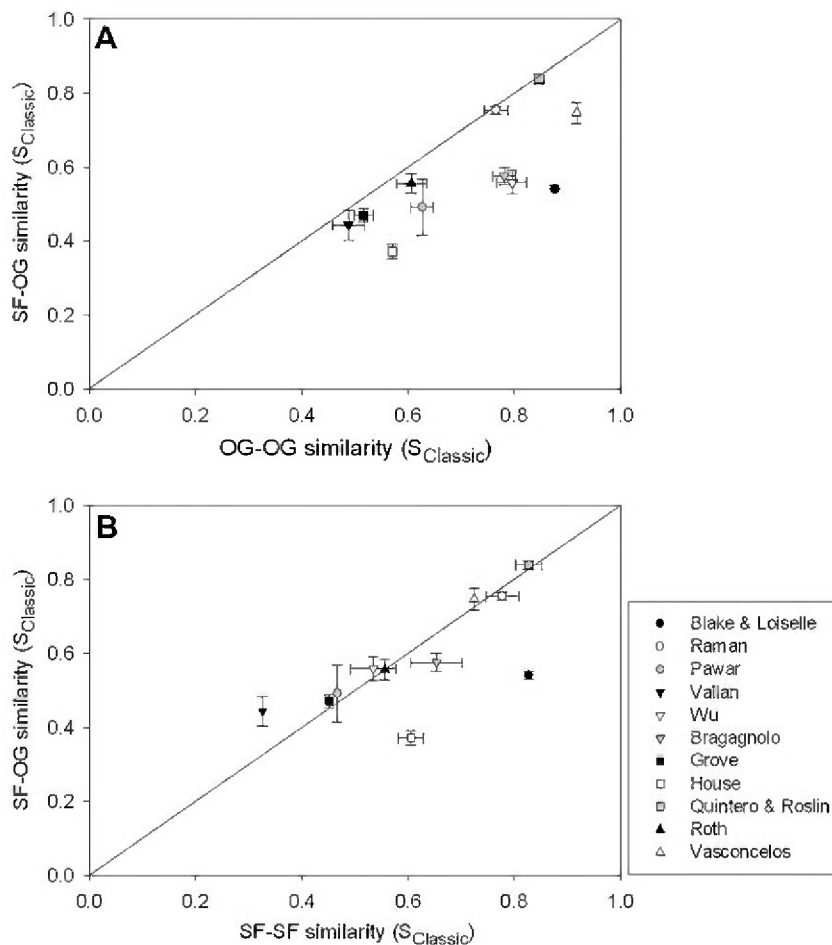 A
1.0
0.8
0.6
0.4
0.2
0.0
SF-OG similarity (SClassic)
0.0 0.2 0.4 0.6 0.8 1.0
OG-OG similarity (SClassic)
B
1.0
0.8
0.6
0.4
0.2
0.0
SF-OG similarity (SClassic)
0.0 0.2 0.4 0.6 0.8 1.0
SF-SF similarity (SClassic)
Blake & Loiselle
Raman
Pawar
Vallan
Wu
Bragagnolo
Grove
House
Quintero & Roslin
Roth
Vasconcelos